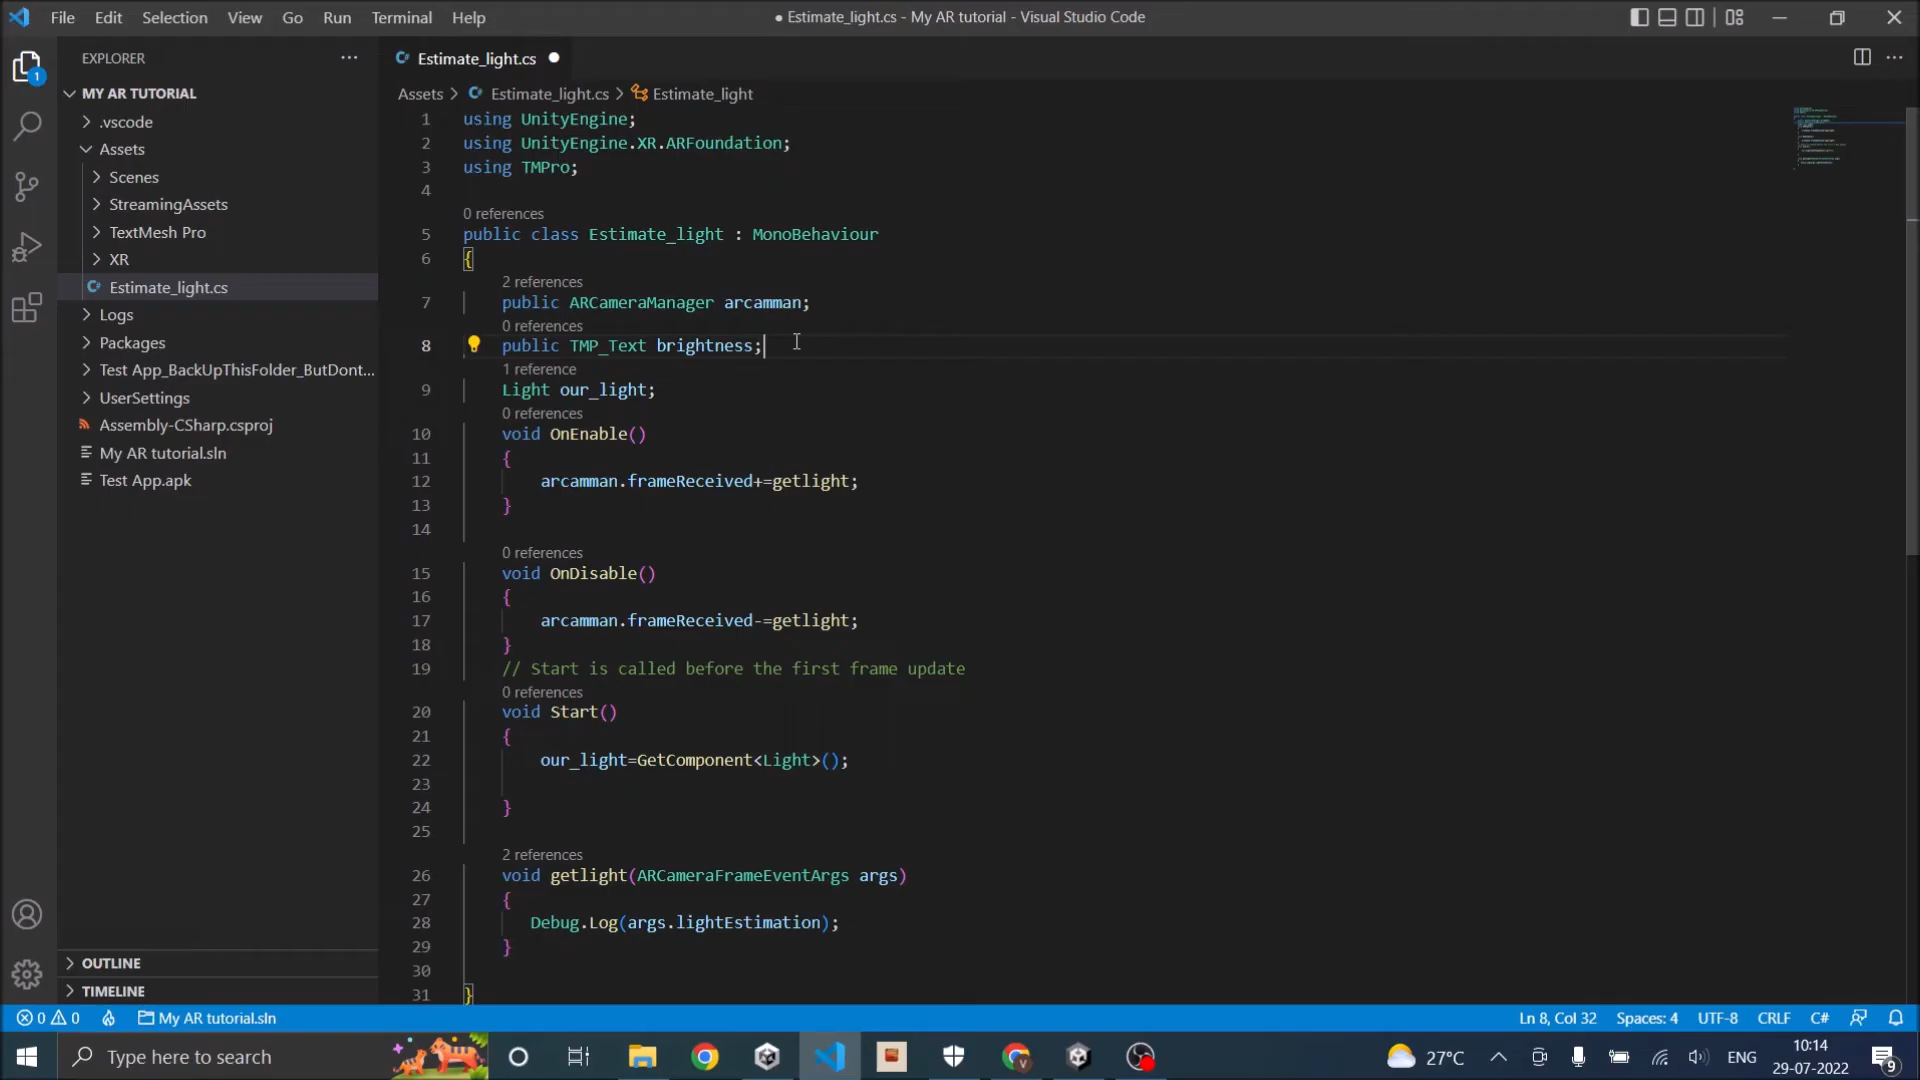 File Edit Selection View Go Run Terminal Help
● Estimate_light.cs - My AR tutorial - Visual Studio Code
EXPLORER
Estimate_light.cs
MY AR TUTORIAL
.vscode
Assets
Scenes
StreamingAssets
TextMesh Pro
XR
Estimate_light.cs
Logs
Packages
Test App_BackUpThisFolder_ButDont...
UserSettings
Assembly-CSharp.csproj
My AR tutorial.sln
Test App.apk
OUTLINE
TIMELINE
Assets > Estimate_light.cs > Estimate_light
1 using UnityEngine;
2 using UnityEngine.XR.ARFoundation;
3 using TMPro;
4
0 references
5 public class Estimate_light : MonoBehaviour
6 {
2 references
7 public ARCameraManager arcamman;
0 references
8 public TMP_Text brightness;
1 reference
9 Light our_light;
0 references
10 void OnEnable()
11 {
12 arcamman.frameReceived+=getlight;
13 }
14
0 references
15 void OnDisable()
16 {
17 arcamman.frameReceived-=getlight;
18 }
19 // Start is called before the first frame update
0 references
20 void Start()
21 {
22 our_light=GetComponent<Light>();
23
24 }
25
2 references
26 void getlight(ARCameraFrameEventArgs args)
27 {
28 Debug.Log(args.lightEstimation);
29 }
30
31 }
0 0 My AR tutorial.sln
Ln 8, Col 32 Spaces: 4 UTF-8 CRLF C#
Type here to search
27°C ENG
10:14
29-07-2022
9
1